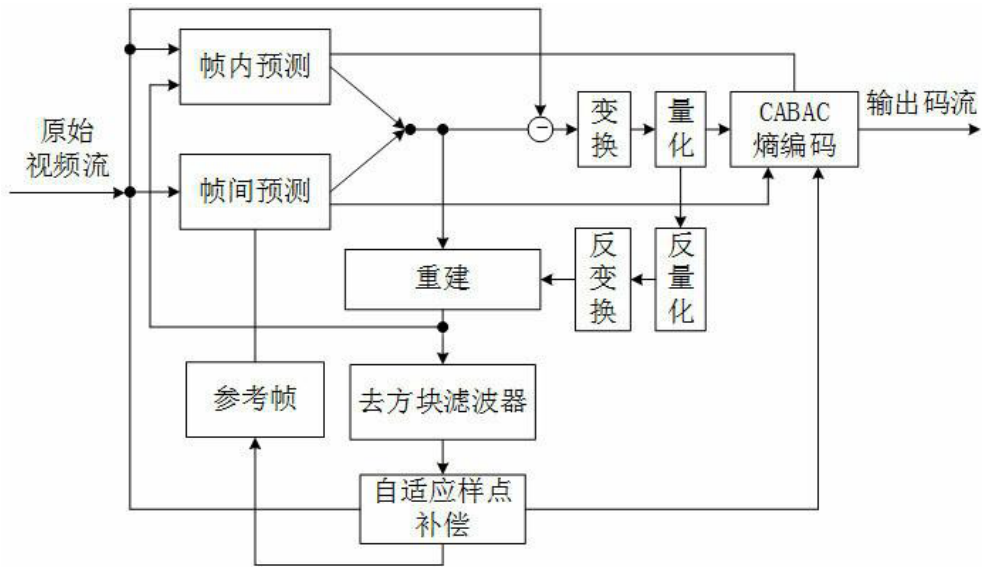 帧内预测
原始
视频流
帧间预测
变换
量化
CABAC
熵编码
输出码流
重建
反变换
反量化
参考帧
去方块滤波器
自适应样点
补偿